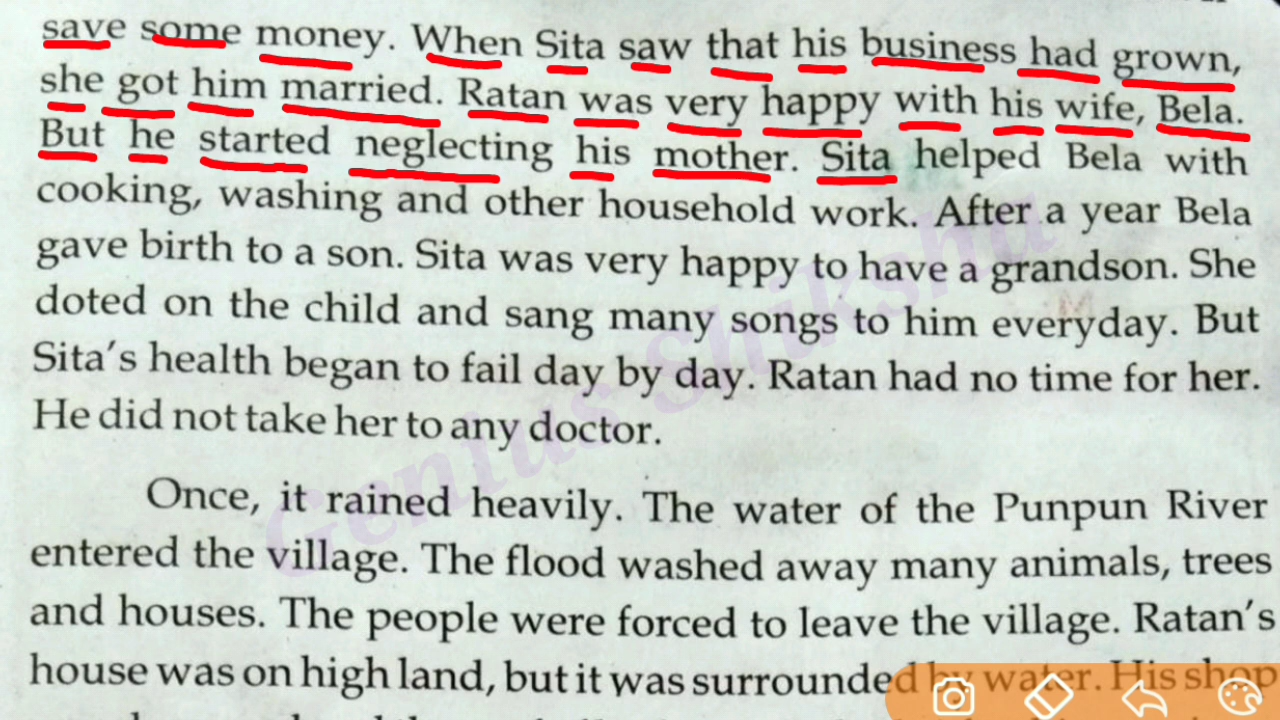 save some money. When Sita saw that his business had grown,
she got him married. Ratan was very happy with his wife, Bela.
But he started neglecting his mother. Sita helped Bela with
cooking, washing and other household work. After a year Bela
gave birth to a son. Sita was very happy to have a grandson. She
doted on the child and sang many songs to him everyday. But
Sita's health began to fail day by day. Ratan had no time for her.
He did not take her to any doctor.
Once, it rained heavily. The water of the Punpun River
entered the village. The flood washed away many animals, trees
and houses. The people were forced to leave the village. Ratan's
house was on high land, but it was surrounded by water. His shop
Genius Shiksha